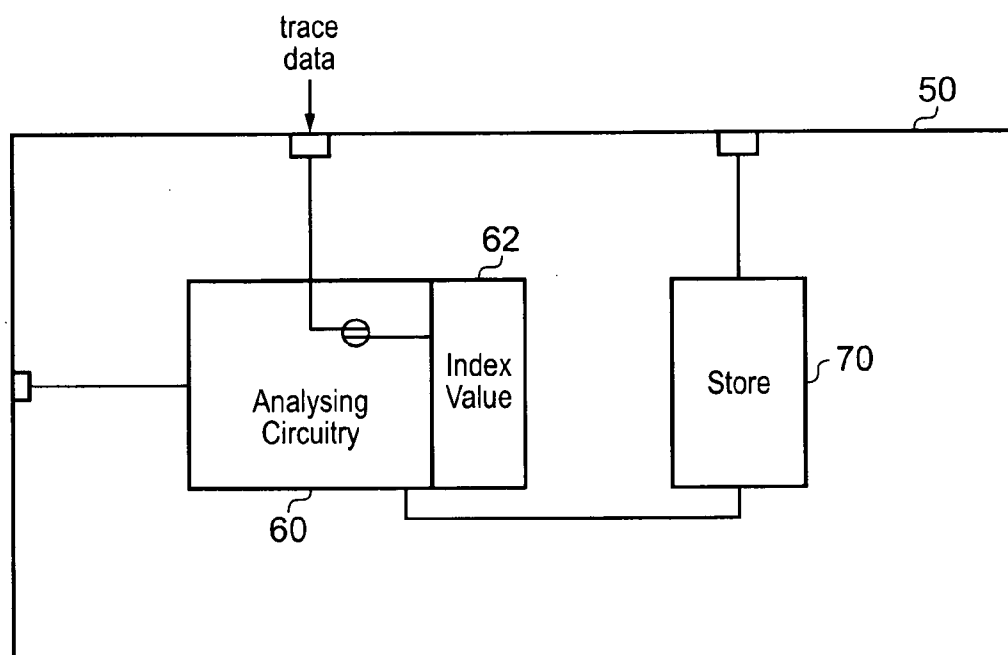 trace
data
50
62
Index
Value
Analysing
Circuitry
Store
70
60